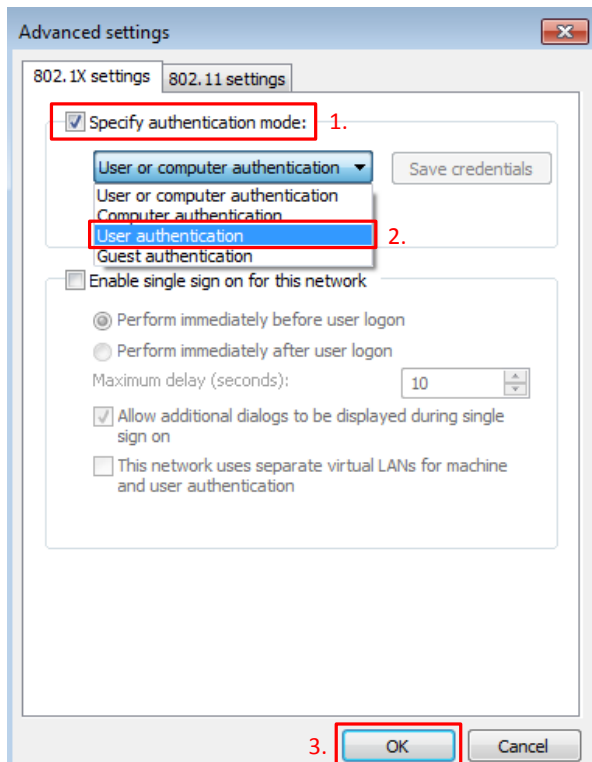 Advanced settings
802.1X settings 802.11 settings
Specify authentication mode: 1.
User or computer authentication Save credentials
User or computer authentication
Computer authentication
User authentication 2.
Guest authentication
Enable single sign on for this network
Perform immediately before user logon
Perform immediately after user logon
Maximum delay (seconds): 10
Allow additional dialogs to be displayed during single
sign on
This network uses separate virtual LANs for machine
and user authentication
3. OK Cancel